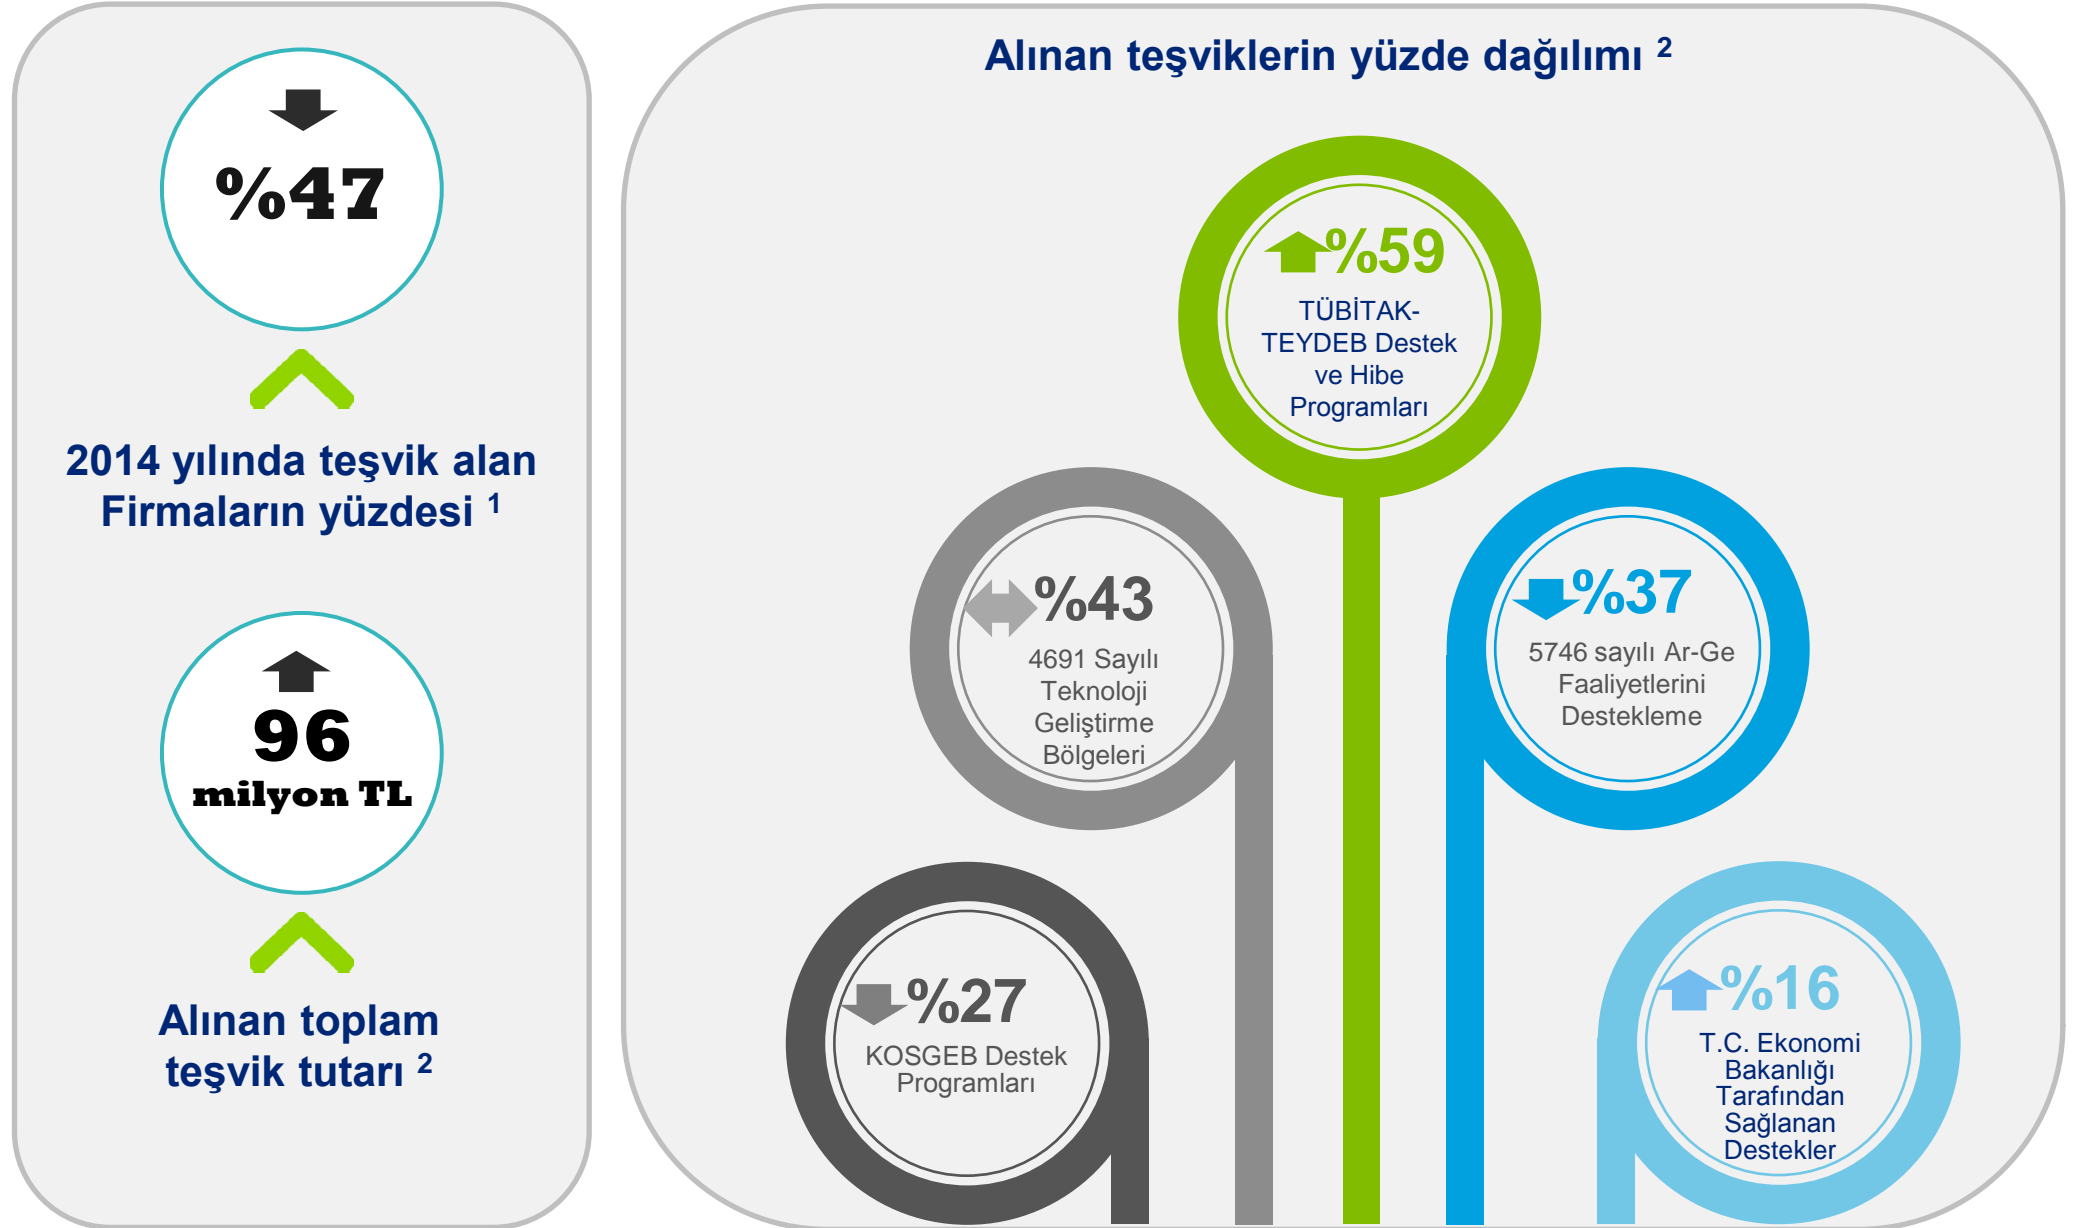 %47
2014 yılında teşvik alan
Firmaların yüzdesi 1
96
milyon TL
Alınan toplam
teşvik tutarı 2
Alınan teşviklerin yüzde dağılımı 2
%59
TÜBİTAK-
TEYDEB Destek
ve Hibe
Programları
%43
4691 Sayılı
Teknoloji
Geliştirme
Bölgeleri
%37
5746 sayılı Ar-Ge
Faaliyetlerini
Destekleme
%27
KOSGEB Destek
Programları
%16
T.C. Ekonomi
Bakanlığı
Tarafından
Sağlanan
Destekler